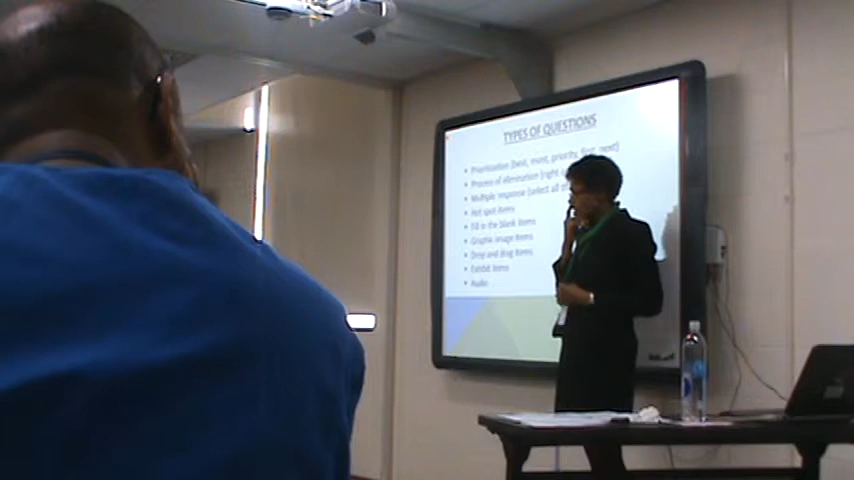 TYPES OF QUESTIONS
• Prioritization (best, most, priority, first, next)
• Process of elimination (right
• Multiple response (select all
• Hot spot items
• Fill in the blank items
• Graphic image items
• Drop and drag items
• Exhibit items
• Audio